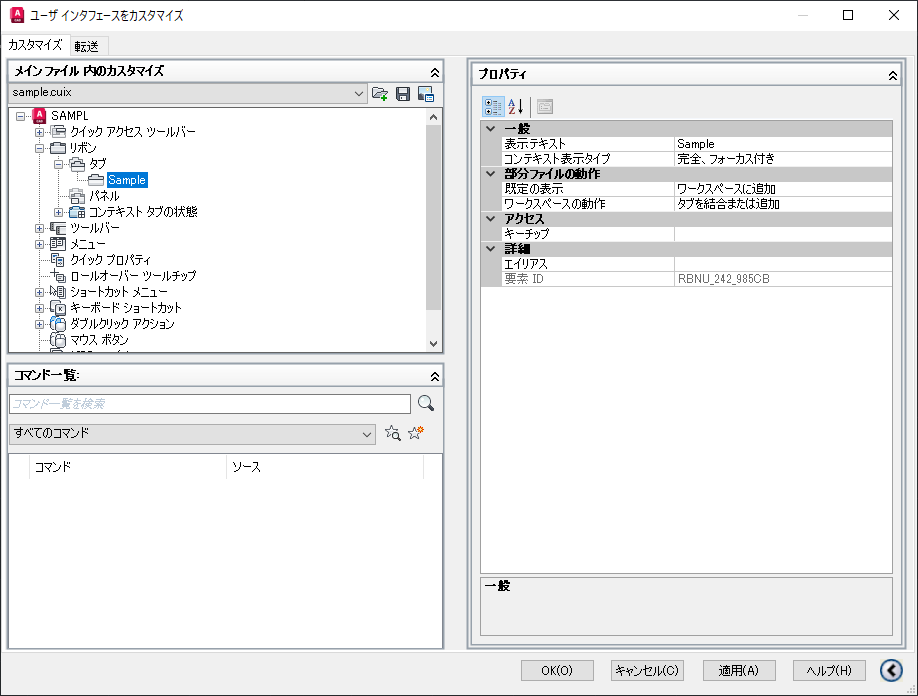 ユーザ インタフェースをカスタマイズ
カスタマイズ
転送
メイン ファイル 内のカスタマイズ
sample.cuix
SAMPL
クイック アクセス ツールバー
リボン
タブ
Sample
パネル
コンテキスト タブの状態
ツールバー
メニュー
クイック プロパティ
ロールオーバー ツールチップ
ショートカット メニュー
キーボード ショートカット
ダブルクリック アクション
マウス ボタン
コマンド一覧:
コマンド一覧を検索
すべてのコマンド
コマンド ソース
プロパティ
一般
表示テキスト Sample
コンテキスト表示タイプ 完全、フォーカス付き
部分ファイルの動作
既定の表示 ワークスペースに追加
ワークスペースの動作 タブを結合または追加
アクセス
キーチップ
詳細
エイリアス
要素 ID RBNU_242_985CB
一般
OK(O) キャンセル(C) 適用(A) ヘルプ(H)